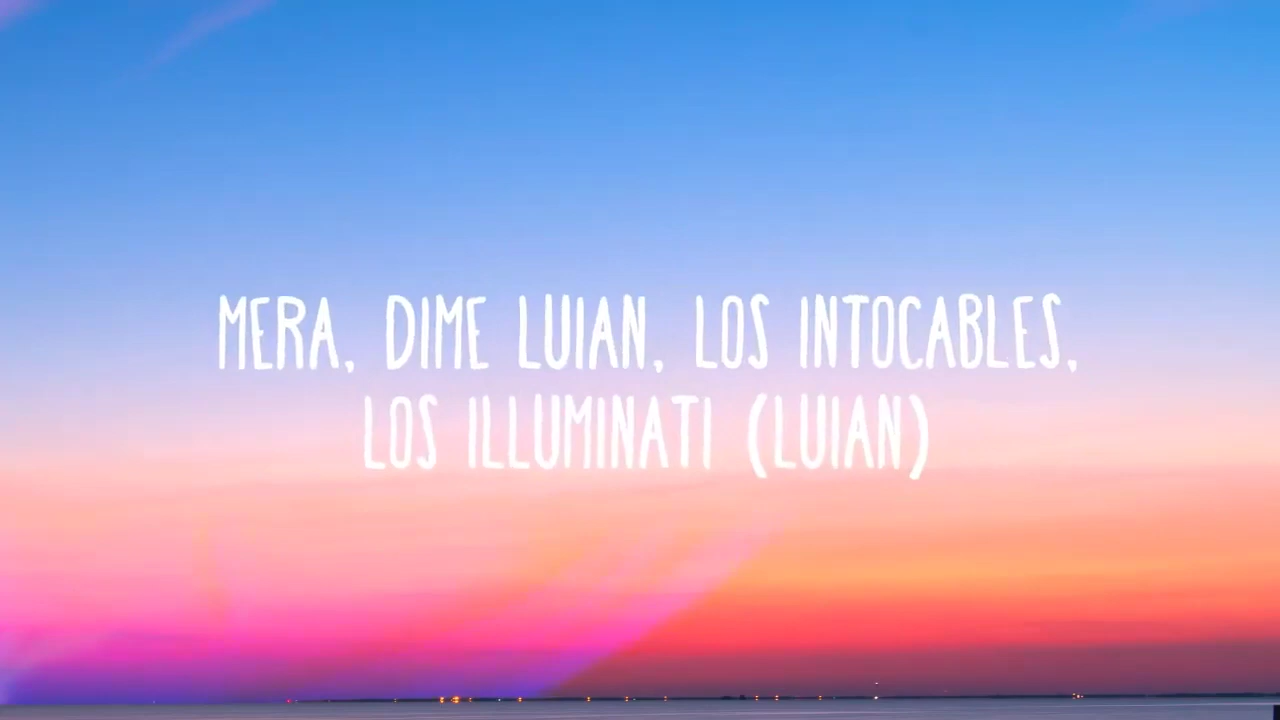 MERA, DIME LUIAN, LOS INTOCABLES,
LOS ILLUMINATI (LUIAN)